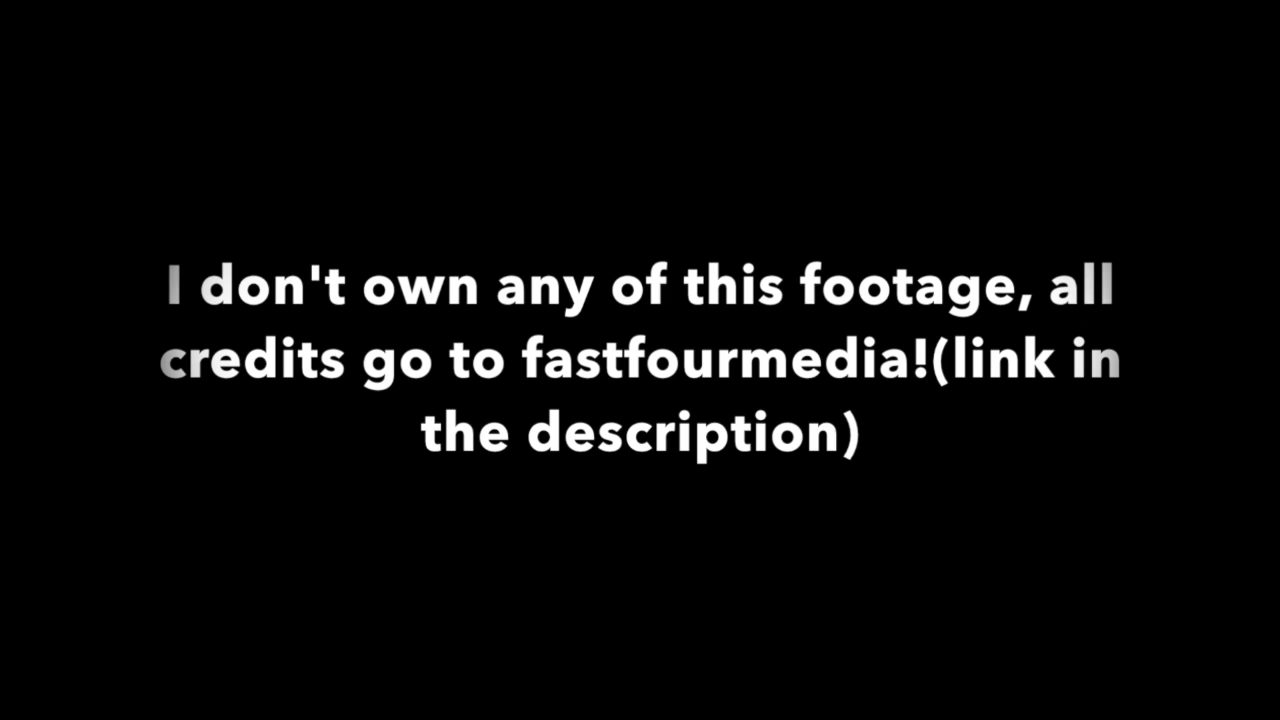 I don't own any of this footage, all
credits go to fastfourmedia!(link in
the description)